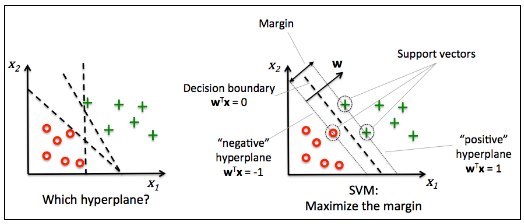 x2
x1
Which hyperplane?
Margin
x2
w
Support vectors
Decision boundary
wTx = 0
"negative"
hyperplane
wTx = -1
"positive"
hyperplane
wTx = 1
x1
SVM:
Maximize the margin